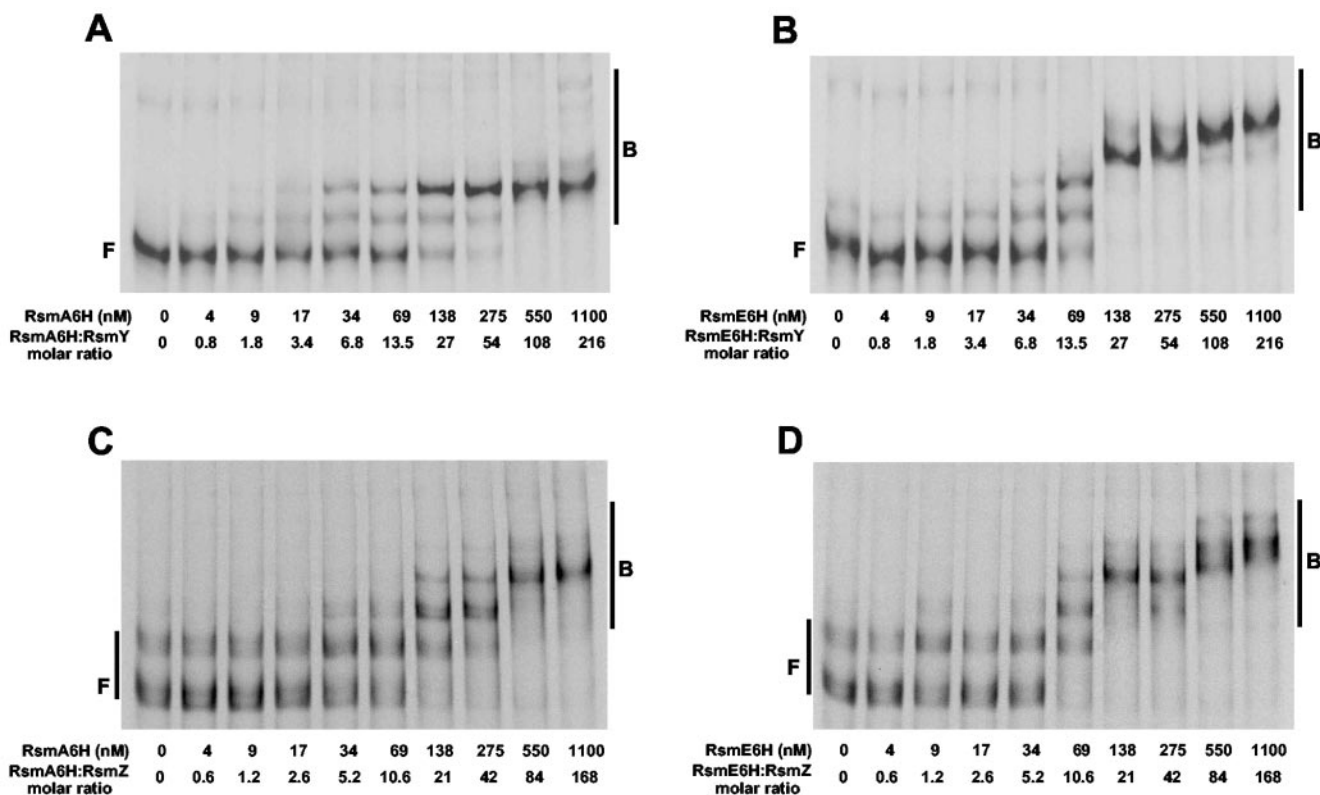 A
B
F
B
RsmA6H (nM) 0 4 9 17 34 69 138 275 550 1100
RsmA6H:RsmY molar ratio 0 0.8 1.8 3.4 6.8 13.5 27 54 108 216
F
B
RsmE6H (nM) 0 4 9 17 34 69 138 275 550 1100
RsmE6H:RsmY molar ratio 0 0.8 1.8 3.4 6.8 13.5 27 54 108 216
C
D
F
B
RsmA6H (nM) 0 4 9 17 34 69 138 275 550 1100
RsmA6H:RsmZ molar ratio 0 0.6 1.2 2.6 5.2 10.6 21 42 84 168
F
B
RsmE6H (nM) 0 4 9 17 34 69 138 275 550 1100
RsmE6H:RsmZ molar ratio 0 0.6 1.2 2.6 5.2 10.6 21 42 84 168